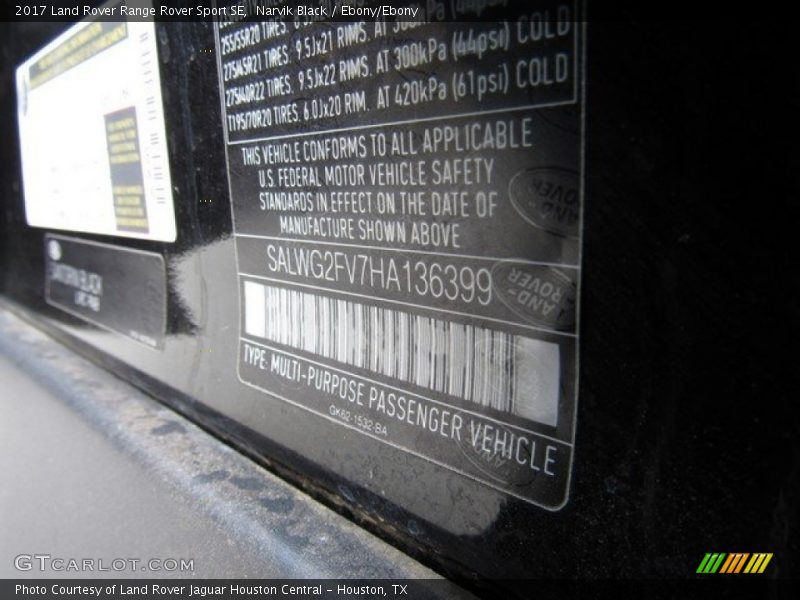 2017 Land Rover Range Rover Sport SE, Narvik Black / Ebony/Ebony
255/55R20 TIRES.
275/45R21 TIRES. 9.5Jx21 RIMS. AT 300kPa (44psi) COLD
275/40R22 TIRES. 9.5Jx22 RIMS. AT 300kPa (44psi) COLD
T195/70R20 TIRES. 6.0Jx20 RIM. AT 420kPa (61psi) COLD
THIS VEHICLE CONFORMS TO ALL APPLICABLE
U.S. FEDERAL MOTOR VEHICLE SAFETY
STANDARDS IN EFFECT ON THE DATE OF
MANUFACTURE SHOWN ABOVE
SALWG2FV7HA136399
LAND-
ROVER
TYPE: MULTI-PURPOSE PASSENGER VEHICLE
GK62-1532-BA
GTCARLOT.COM
Photo Courtesy of Land Rover Jaguar Houston Central - Houston, TX